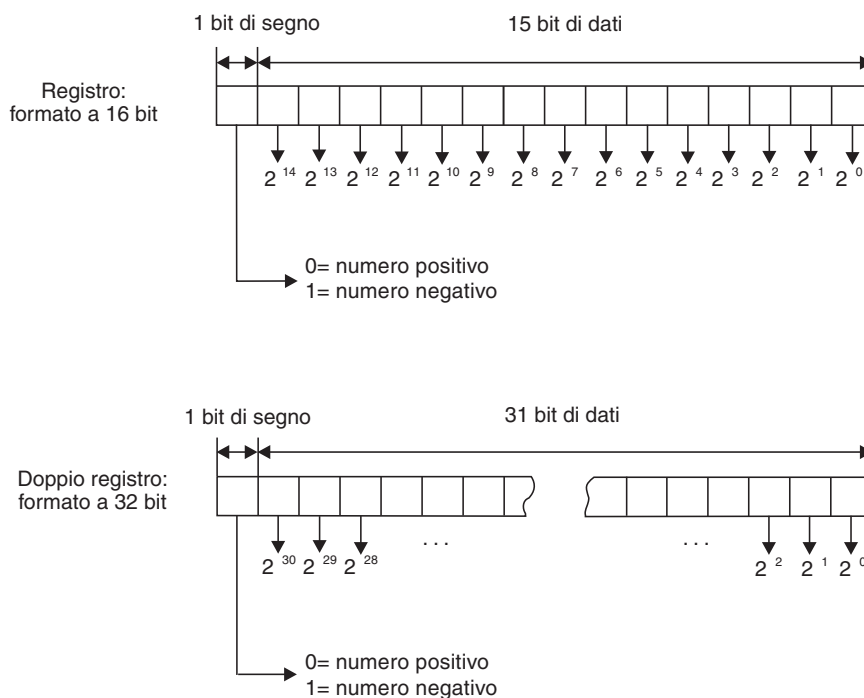 1 bit di segno 15 bit di dati
Registro:
formato a 16 bit
2 14 2 13 2 12 2 11 2 10 2 9 2 8 2 7 2 6 2 5 2 4 2 3 2 2 2 1 2 0
0= numero positivo
1= numero negativo
1 bit di segno 31 bit di dati
Doppio registro:
formato a 32 bit
. . . . . .
2 30 2 29 2 28 2 2 2 1 2 0
0= numero positivo
1= numero negativo